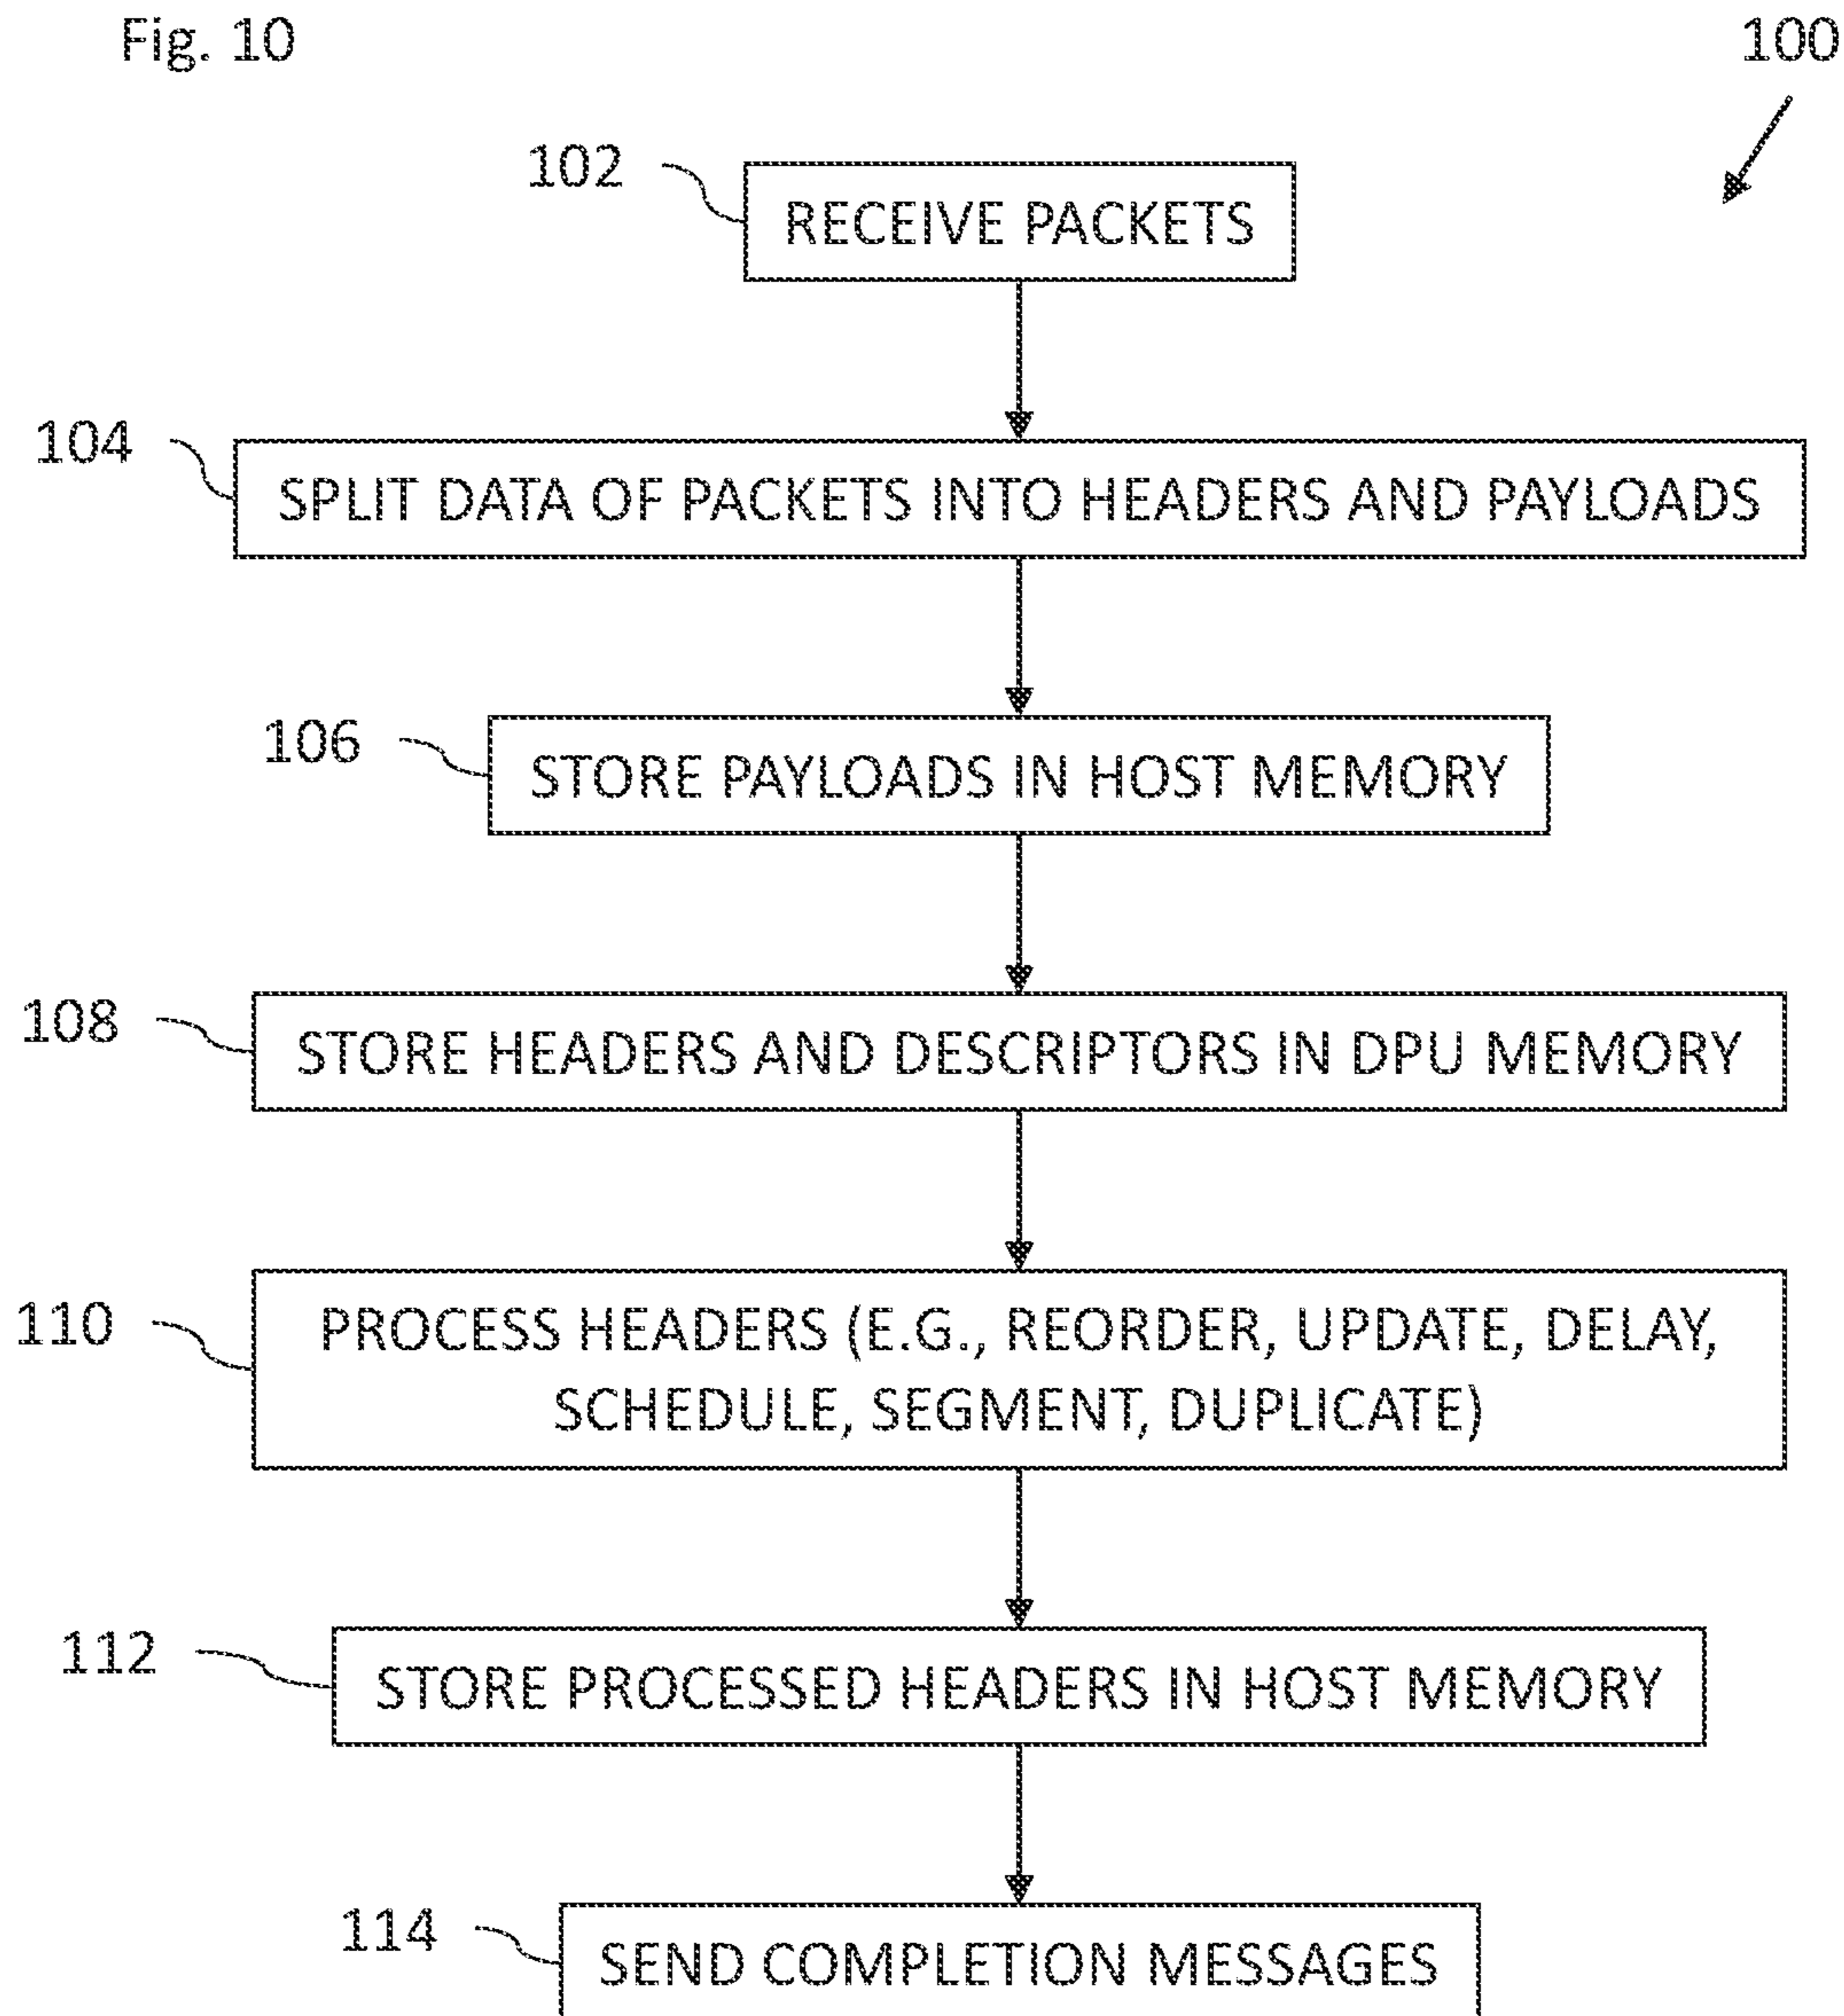 Fig. 10
100
102
RECEIVE PACKETS
104
SPLIT DATA OF PACKETS INTO HEADERS AND PAYLOADS
106
STORE PAYLOADS IN HOST MEMORY
108
STORE HEADERS AND DESCRIPTORS IN DPU MEMORY
110
PROCESS HEADERS (E.G., REORDER, UPDATE, DELAY,
SCHEDULE, SEGMENT, DUPLICATE)
112
STORE PROCESSED HEADERS IN HOST MEMORY
114
SEND COMPLETION MESSAGES